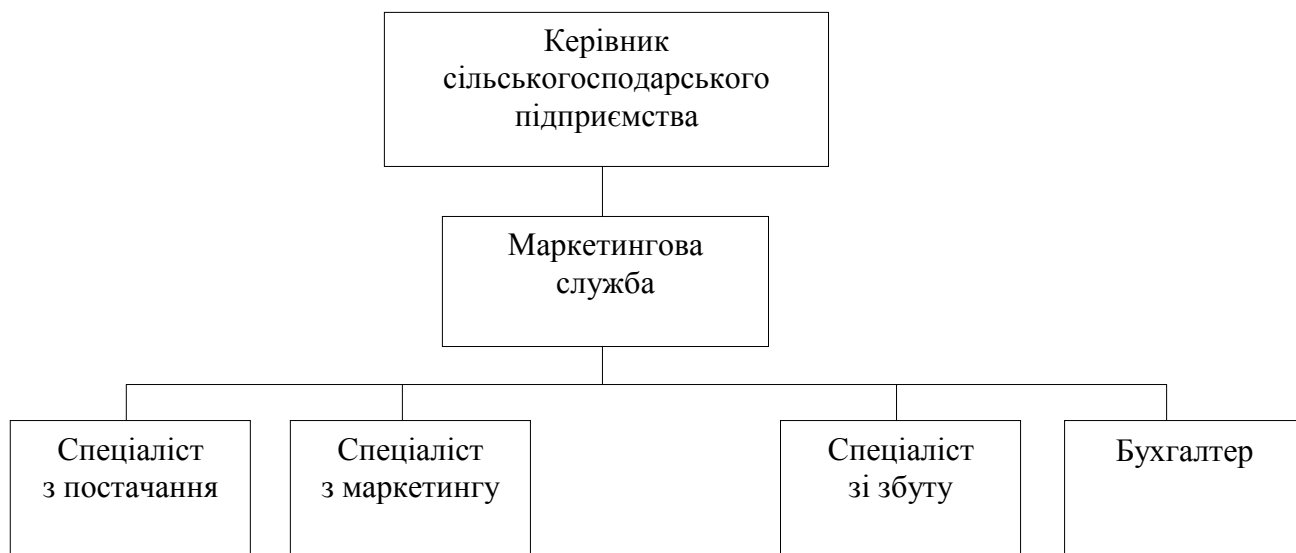 Керівник
сільськогосподарського
підприємства
Маркетингова
служба
Спеціаліст
з постачання
Спеціаліст
з маркетингу
Спеціаліст
зі збуту
Бухгалтер